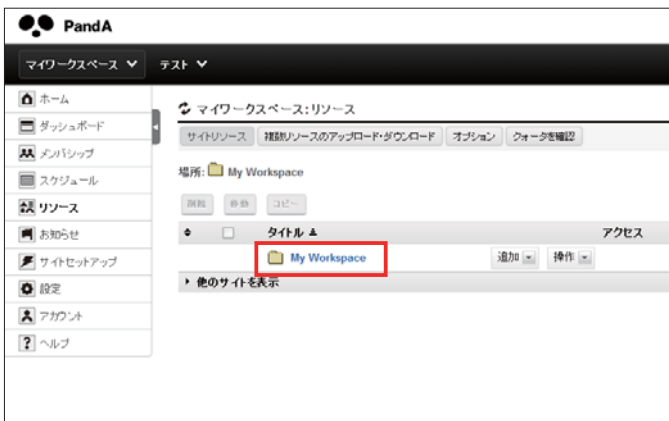 PandA
マイワークスペース テスト
ホーム
ダッシュボード
メンバシップ
スケジュール
リソース
お知らせ
サイトセットアップ
設定
アカウント
ヘルプ
マイワークスペース:リソース
サイトリソース 複数リソースのアップロード・ダウンロード オプション クォータを確認
場所: My Workspace
削除 移動 コピー
タイトル アクセス
My Workspace 追加 操作
他のサイトを表示